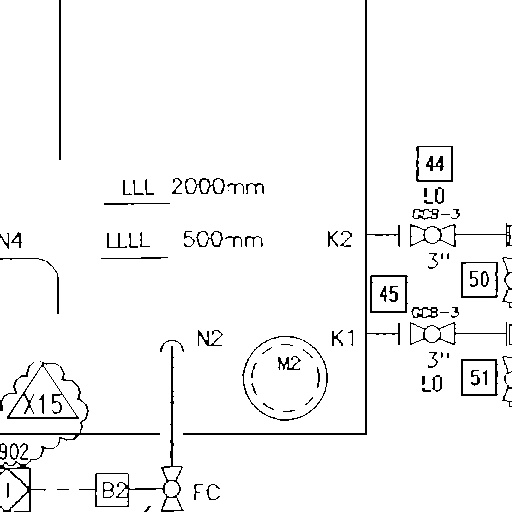 44
LO
LLL 2000mm
GCB-3
N4
LLLL 500mm
K2
3"
50
45
GCB-3
N2
K1
M2
3"
LO
51
X15
902
I
B2
FC